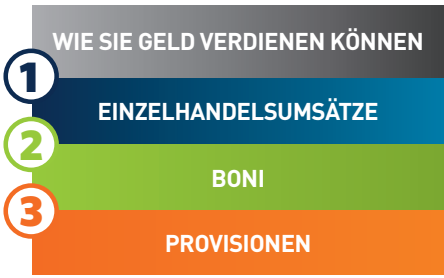 WIE SIE GELD VERDIENEN KÖNNEN
1
EINZELHANDELSUMSÄTZE
2
BONI
3
PROVISIONEN